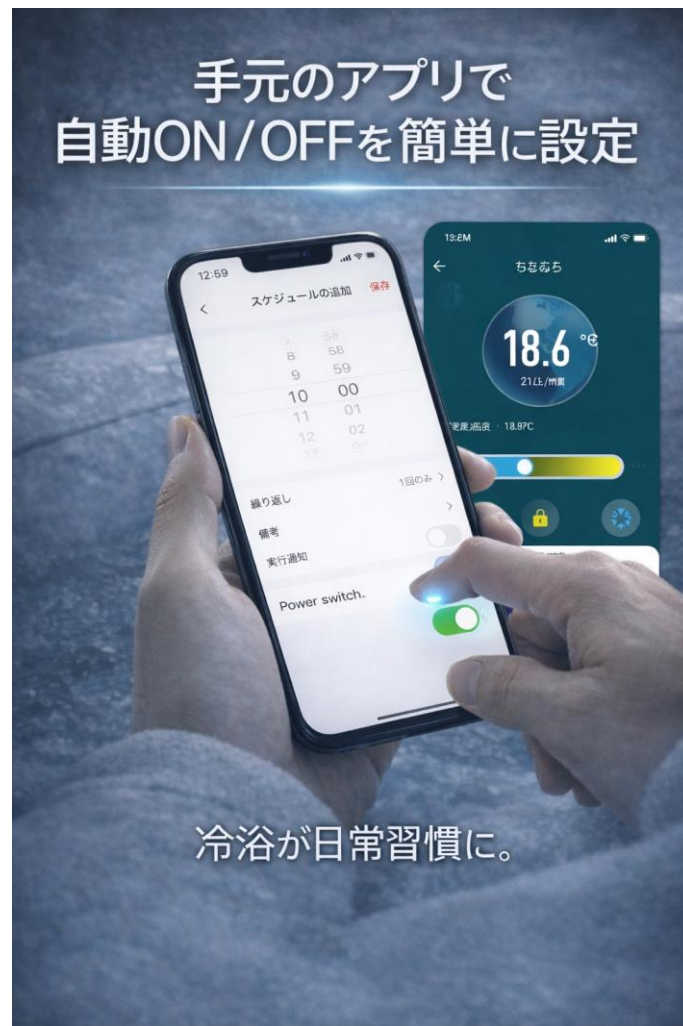 手元のアプリで
自動ON/OFFを簡単に設定
12:59
スケジュールの追加 保存
8 58
9 59
10 00
11 01
12 02
繰り返し 1回のみ
備考
実行通知
Power switch.
18.6
18.97C
冷浴が日常習慣に。